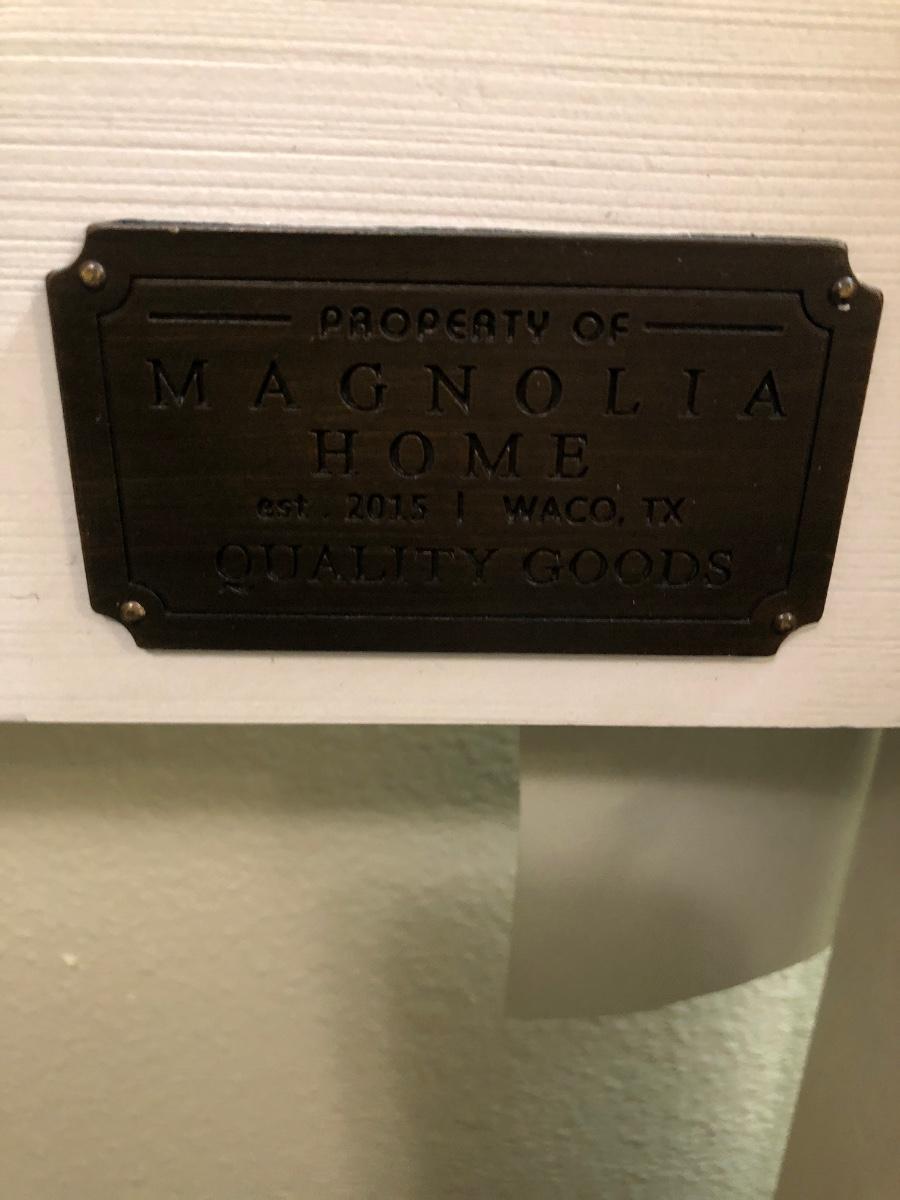 PROPERTY OF
MAGNOLIA
HOME
est. 2015 | WACO, TX
QUALITY GOODS